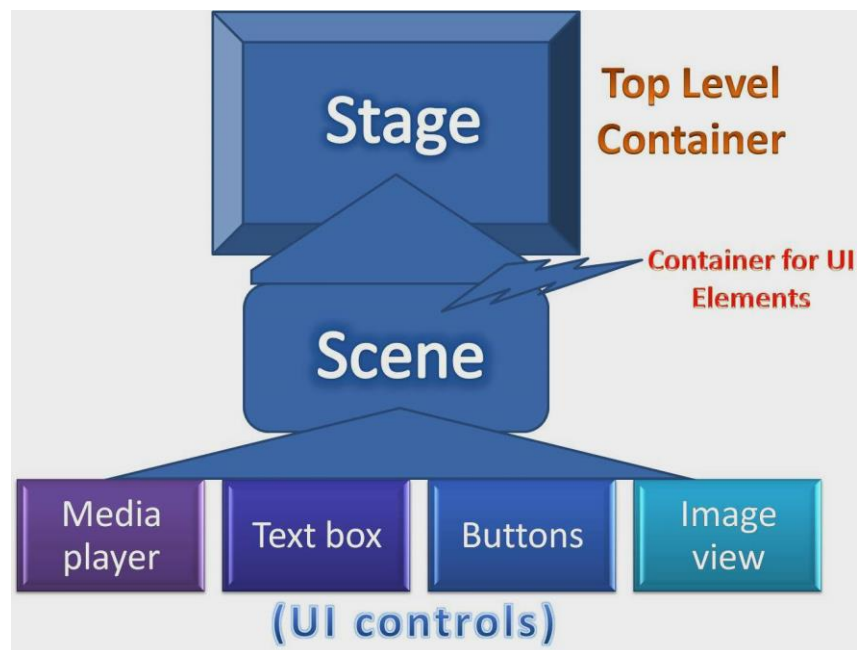 Stage
Top Level
Container
Container for UI
Elements
Scene
Media
player
Text box
Buttons
Image
view
(UI controls)